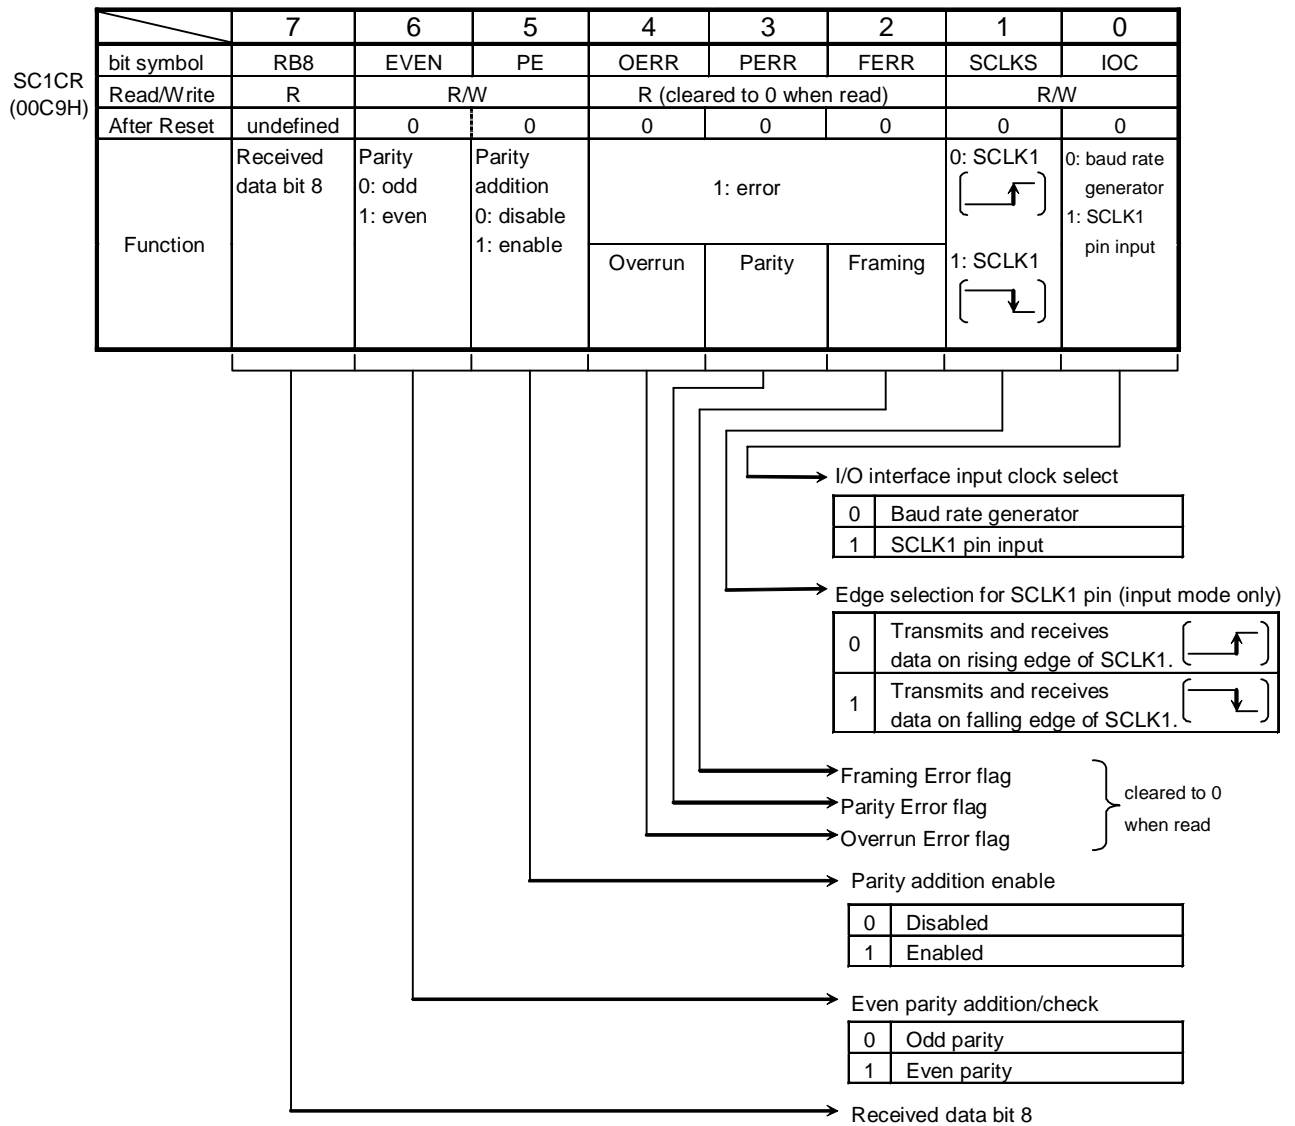 7 6 5 4 3 2 1 0
SC1CR
(00C9H)
bit symbol RB8 EVEN PE OERR PERR FERR SCLKS IOC
Read/Write R R/W R (cleared to 0 when read) R/W
After Reset undefined 0 0 0 0 0 0 0
Function
Received
data bit 8
Parity
0: odd
1: even
Parity
addition
0: disable
1: enable
1: error
Overrun Parity Framing
0: SCLK1
1: SCLK1
0: baud rate
generator
1: SCLK1
pin input
I/O interface input clock select
0 Baud rate generator
1 SCLK1 pin input
Edge selection for SCLK1 pin (input mode only)
0 Transmits and receives
data on rising edge of SCLK1.
1 Transmits and receives
data on falling edge of SCLK1.
Framing Error flag
Parity Error flag
Overrun Error flag
cleared to 0
when read
Parity addition enable
0 Disabled
1 Enabled
Even parity addition/check
0 Odd parity
1 Even parity
Received data bit 8